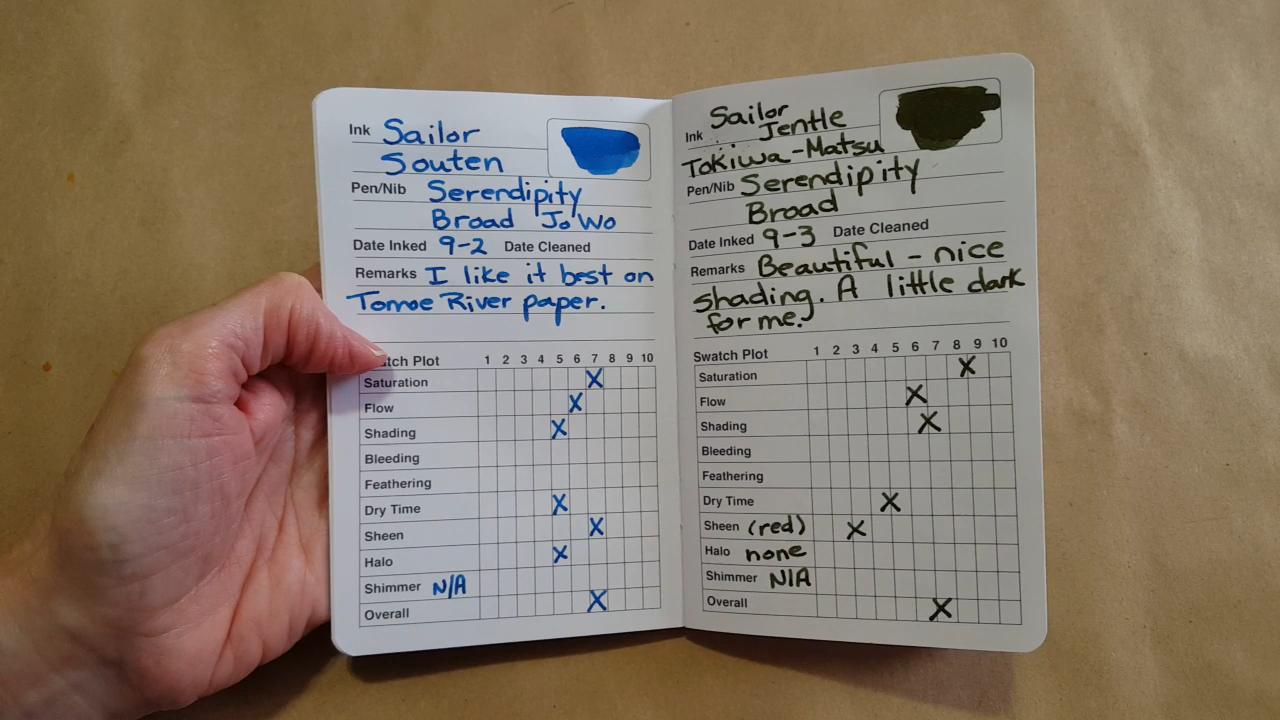 Ink Sailor
Souten
Pen/Nib Serendipity
Broad JoWo
Date Inked 9-2 Date Cleaned
Remarks I like it best on
Tomoe River paper.
atch Plot 1 2 3 4 5 6 7 8 9 10
Saturation X
Flow X
Shading X
Bleeding
Feathering
Dry Time X
Sheen X
Halo X
Shimmer N/A
Overall X
Ink Sailor
Jentle
Tokiwa-Matsu
Pen/Nib Serendipity
Broad
Date Inked 9-3 Date Cleaned
Remarks Beautiful - nice
shading. A little dark
for me.
Swatch Plot 1 2 3 4 5 6 7 8 9 10
Saturation X
Flow X
Shading X
Bleeding
Feathering
Dry Time X
Sheen (red) X
Halo none
Shimmer N/A
Overall X